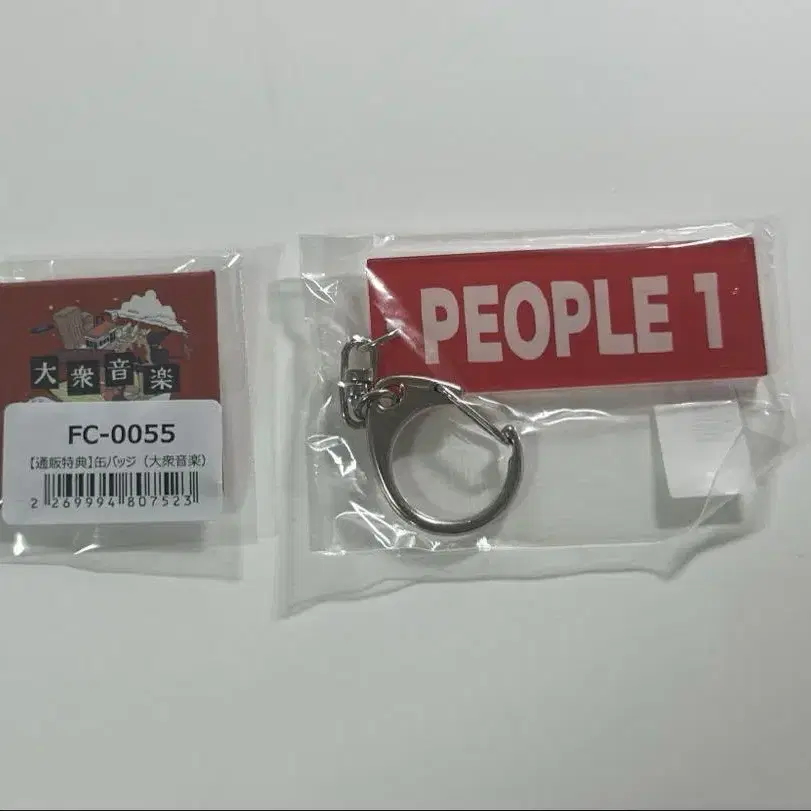 大衆音楽
FC-0055
【通販特典】缶バッジ（大衆音楽）
2 269994 807523
PEOPLE 1